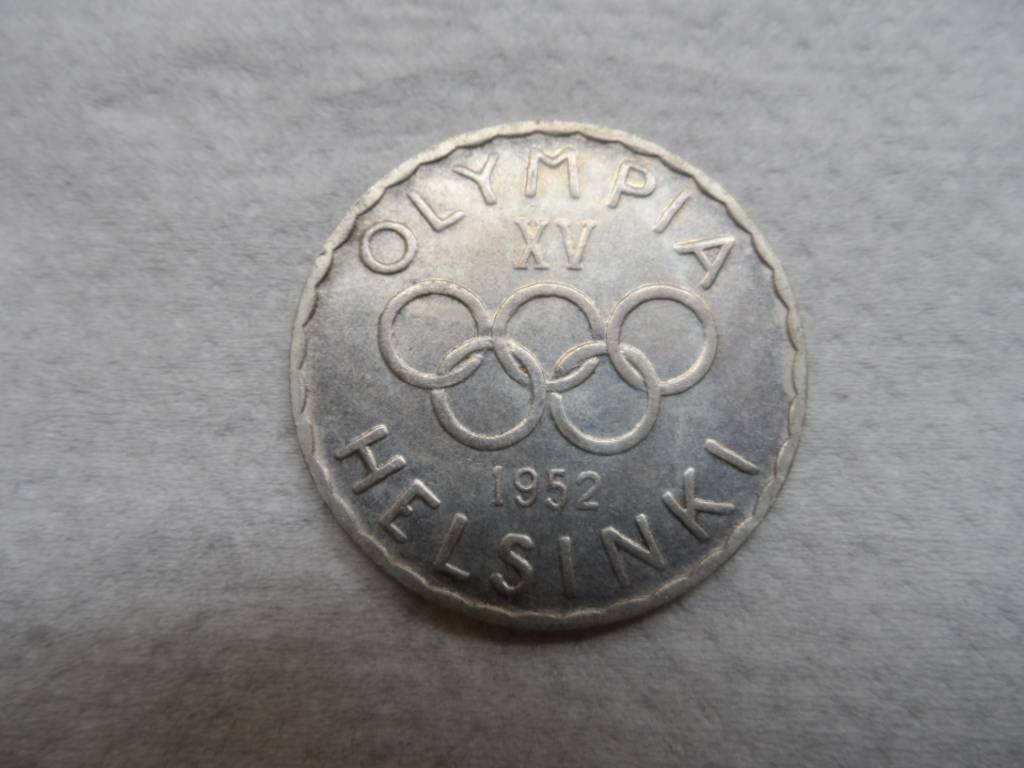 OLYMPIA
XV
1952
HELSINKI